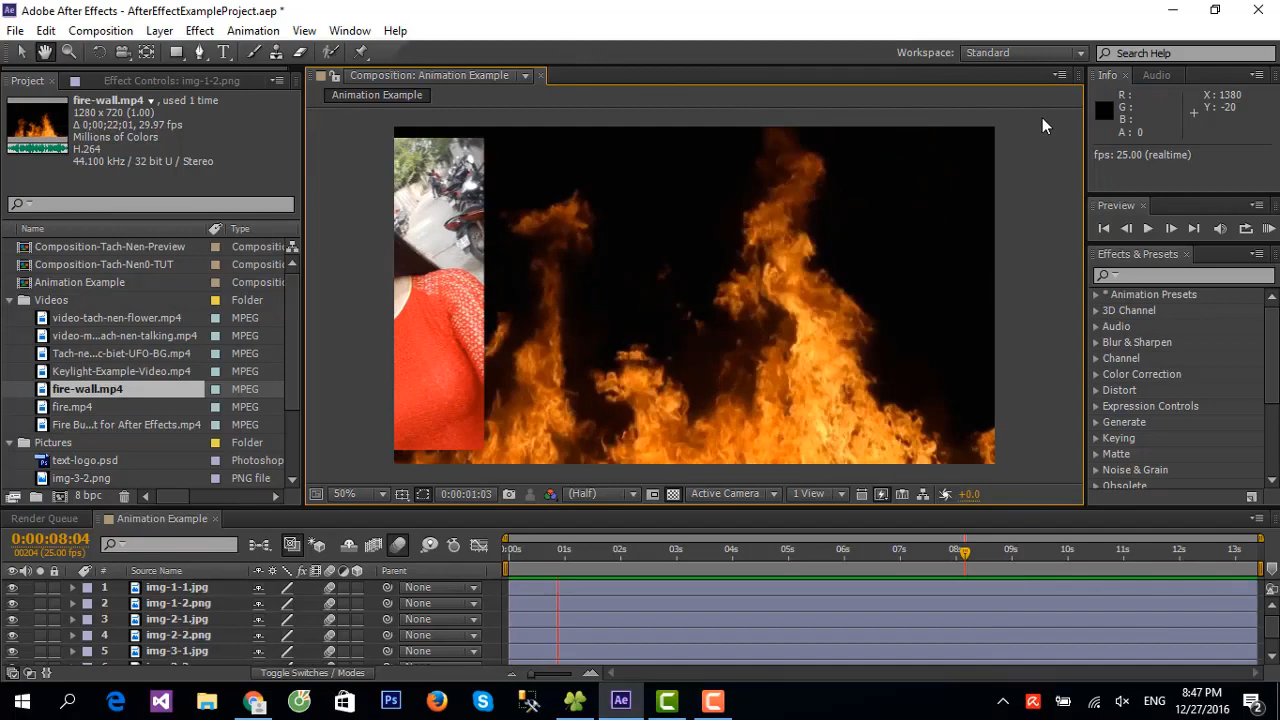 Adobe After Effects - AfterEffectExampleProject.aep *
File Edit Composition Layer Effect Animation View Window Help
Workspace: Standard Search Help
Project Effect Controls: img-1-2.png
Composition: Animation Example
Info Audio
fire-wall.mp4 , used 1 time
1280 x 720 (1.00)
Δ 0;00;22;01, 29.97 fps
Millions of Colors
H.264
44.100 kHz / 32 bit U / Stereo
Animation Example
R :
G :
B :
A : 0
X : 1380
Y : -20
fps: 25.00 (realtime)
Preview
Effects & Presets
Name Type
Composition-Tach-Nen-Preview Compositi
Composition-Tach-Nen0-TUT Compositi
Animation Example Compositi
Videos Folder
video-tach-nen-flower.mp4 MPEG
video-m...ach-nen-talking.mp4 MPEG
Tach-ne...c-biet-UFO-BG.mp4 MPEG
Keylight-Example-Video.mp4 MPEG
fire-wall.mp4 MPEG
fire.mp4 MPEG
Fire Bu...t for After Effects.mp4 MPEG
Pictures Folder
text-logo.psd Photoshop
img-3-2.png PNG file
8 bpc
* Animation Presets
3D Channel
Audio
Blur & Sharpen
Channel
Color Correction
Distort
Expression Controls
Generate
Keying
Matte
Noise & Grain
Obsolete
50% 0:00:01:03 (Half) Active Camera 1 View +0.0
Render Queue Animation Example
0:00:08:04
00204 (25.00 fps)
0:00s 01s 02s 03s 04s 05s 06s 07s 08s 09s 10s 11s 12s 13s
# Source Name Parent
1 img-1-1.jpg None
2 img-1-2.png None
3 img-2-1.jpg None
4 img-2-2.png None
5 img-3-1.jpg None
Toggle Switches / Modes
ENG 8:47 PM
12/27/2016